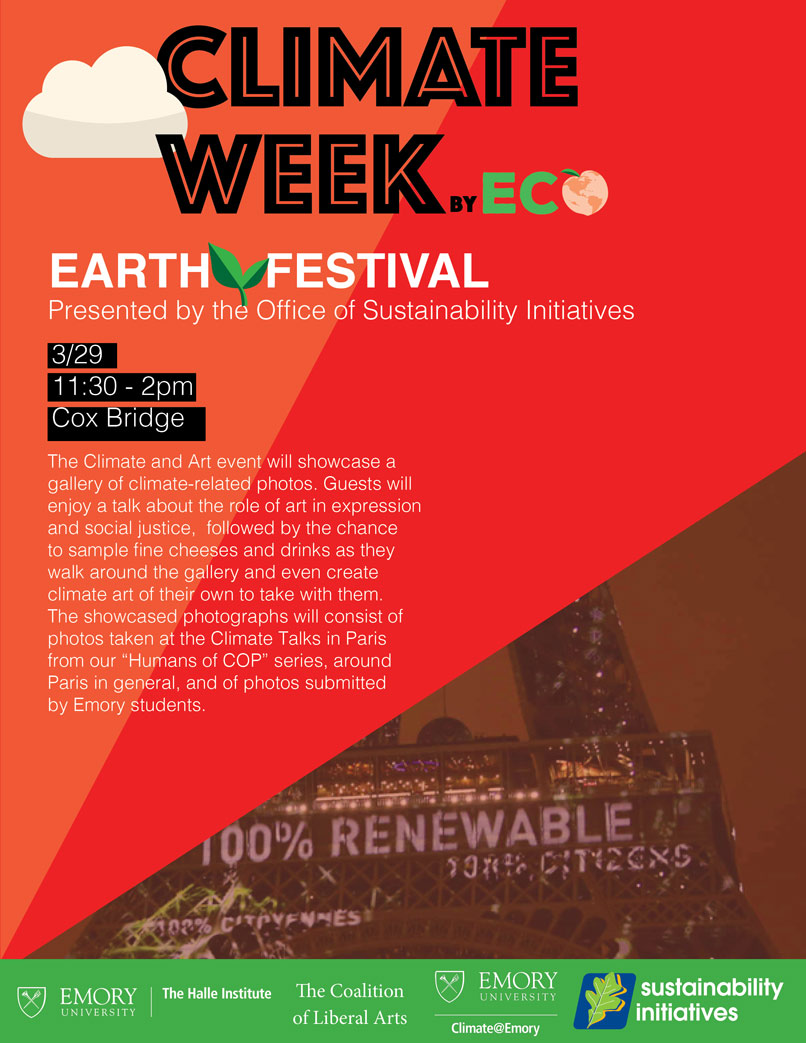 CLIMATE
WEEK BY ECO
EARTH FESTIVAL
Presented by the Office of Sustainability Initiatives
3/29
11:30 - 2pm
Cox Bridge
The Climate and Art event will showcase a
gallery of climate-related photos. Guests will
enjoy a talk about the role of art in expression
and social justice,  followed by the chance
to sample fine cheeses and drinks as they
walk around the gallery and even create
climate art of their own to take with them.
The showcased photographs will consist of
photos taken at the Climate Talks in Paris
from our “Humans of COP” series, around
Paris in general, and of photos submitted
by Emory students.
100% RENEWABLE
100% CITIZENS
100% CITOYENNES
EMORY
UNIVERSITY
The Halle Institute
The Coalition
of Liberal Arts
EMORY
UNIVERSITY
Climate@Emory
sustainability
initiatives